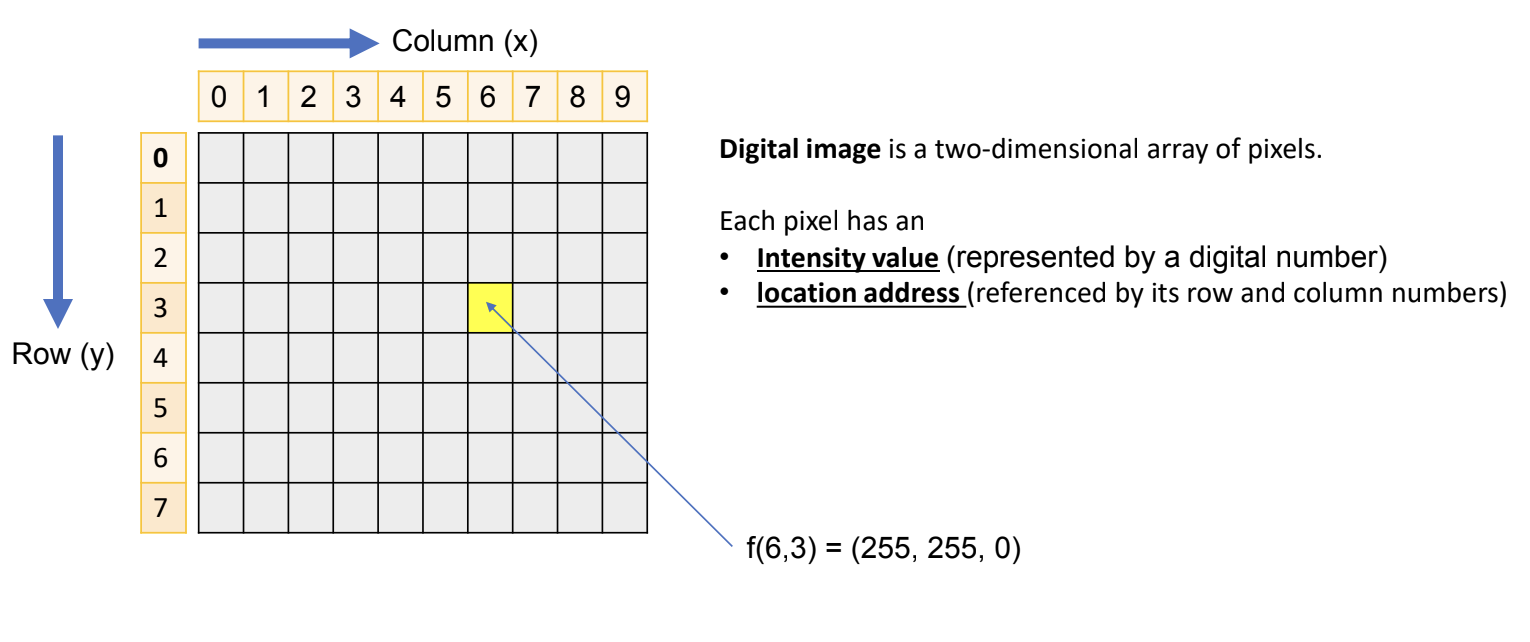 Column (x)
0 1 2 3 4 5 6 7 8 9
0
1
2
3
4
5
6
7
Row (y)
Digital image is a two-dimensional array of pixels.
Each pixel has an
• Intensity value (represented by a digital number)
• location address (referenced by its row and column numbers)
f(6,3) = (255, 255, 0)